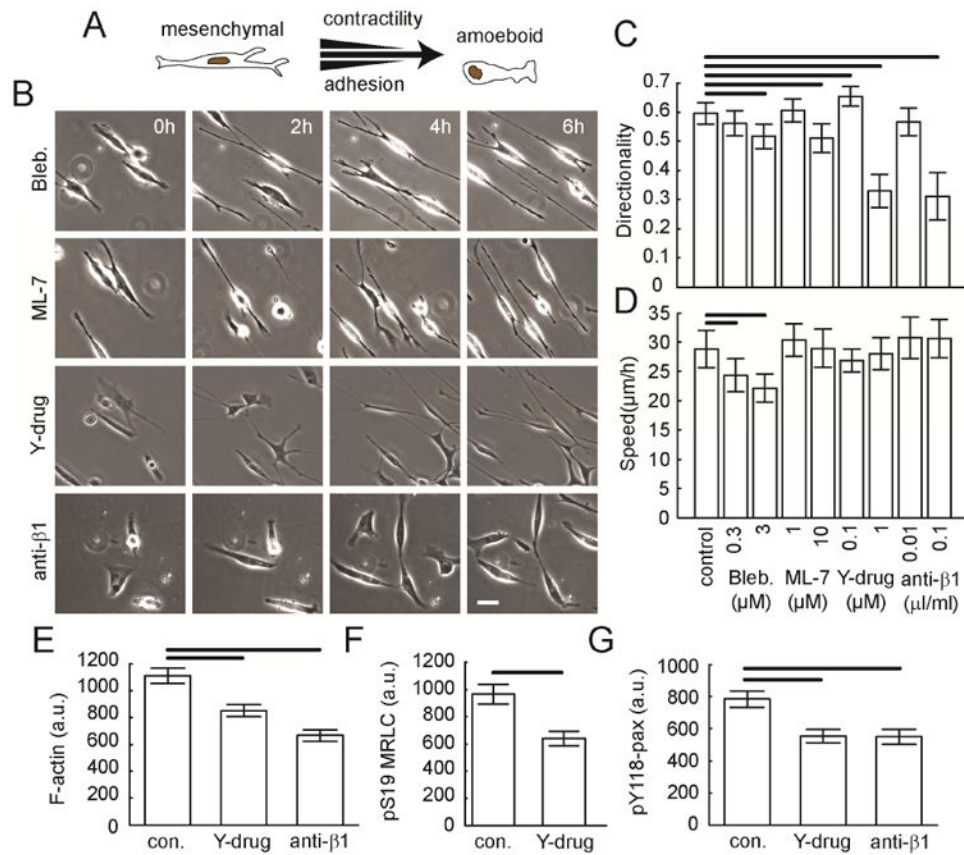 A
mesenchymal
contractility
adhesion
amoeboid
B
0h
2h
4h
6h
Bleb.
ML-7
Y-drug
anti-β1
C
Directionality
0.7
0.6
0.5
0.4
0.3
0.2
0.1
0
D
Speed(µm/h)
35
30
25
20
15
10
5
0
control
0.3
3
1
10
0.1
1
0.01
0.1
Bleb. ML-7 Y-drug anti-β1
(µM) (µM) (µM) (µl/ml)
E
F-actin (a.u.)
1200
1000
800
600
400
200
0
con. Y-drug anti-β1
F
pS19 MRLC (a.u.)
1200
1000
800
600
400
200
0
con. Y-drug
G
pY118-pax (a.u.)
1000
800
600
400
200
0
con. Y-drug anti-β1